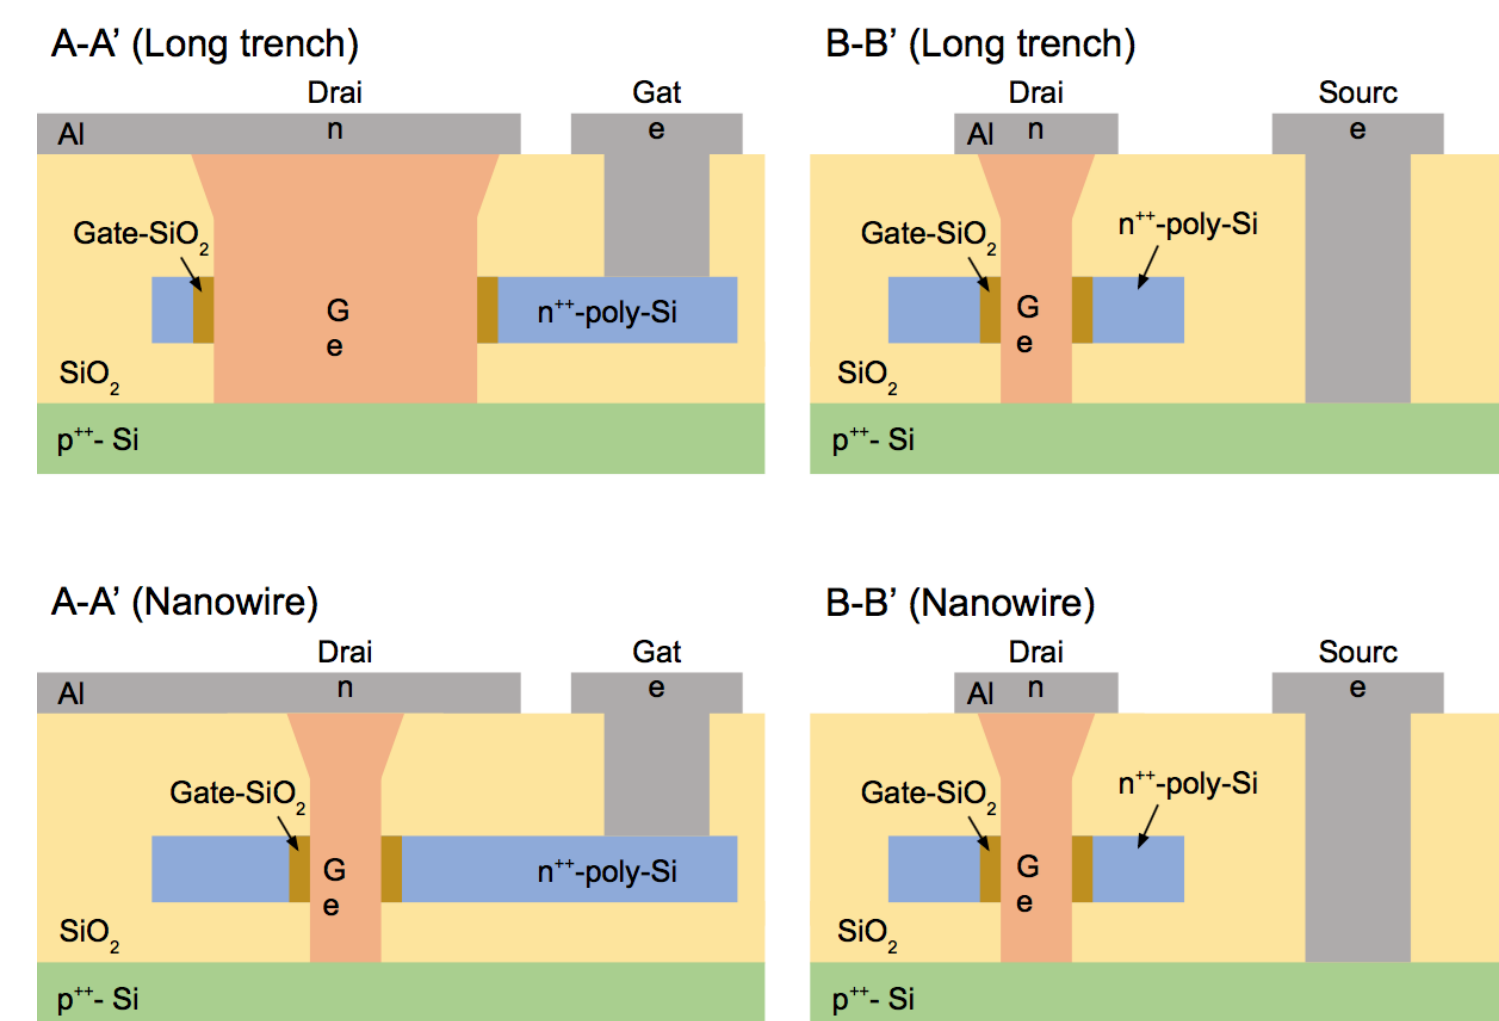 A-A’ (Long trench)
Drai
n
Gat
e
Al
Gate-SiO2
G
e
n++-poly-Si
SiO2
p++- Si
B-B’ (Long trench)
Drai
n
Sourc
e
Al
Gate-SiO2
n++-poly-Si
G
e
SiO2
p++- Si
A-A’ (Nanowire)
Drai
n
Gat
e
Al
Gate-SiO2
G
e
n++-poly-Si
SiO2
p++- Si
B-B’ (Nanowire)
Drai
n
Sourc
e
Al
Gate-SiO2
n++-poly-Si
G
e
SiO2
p++- Si